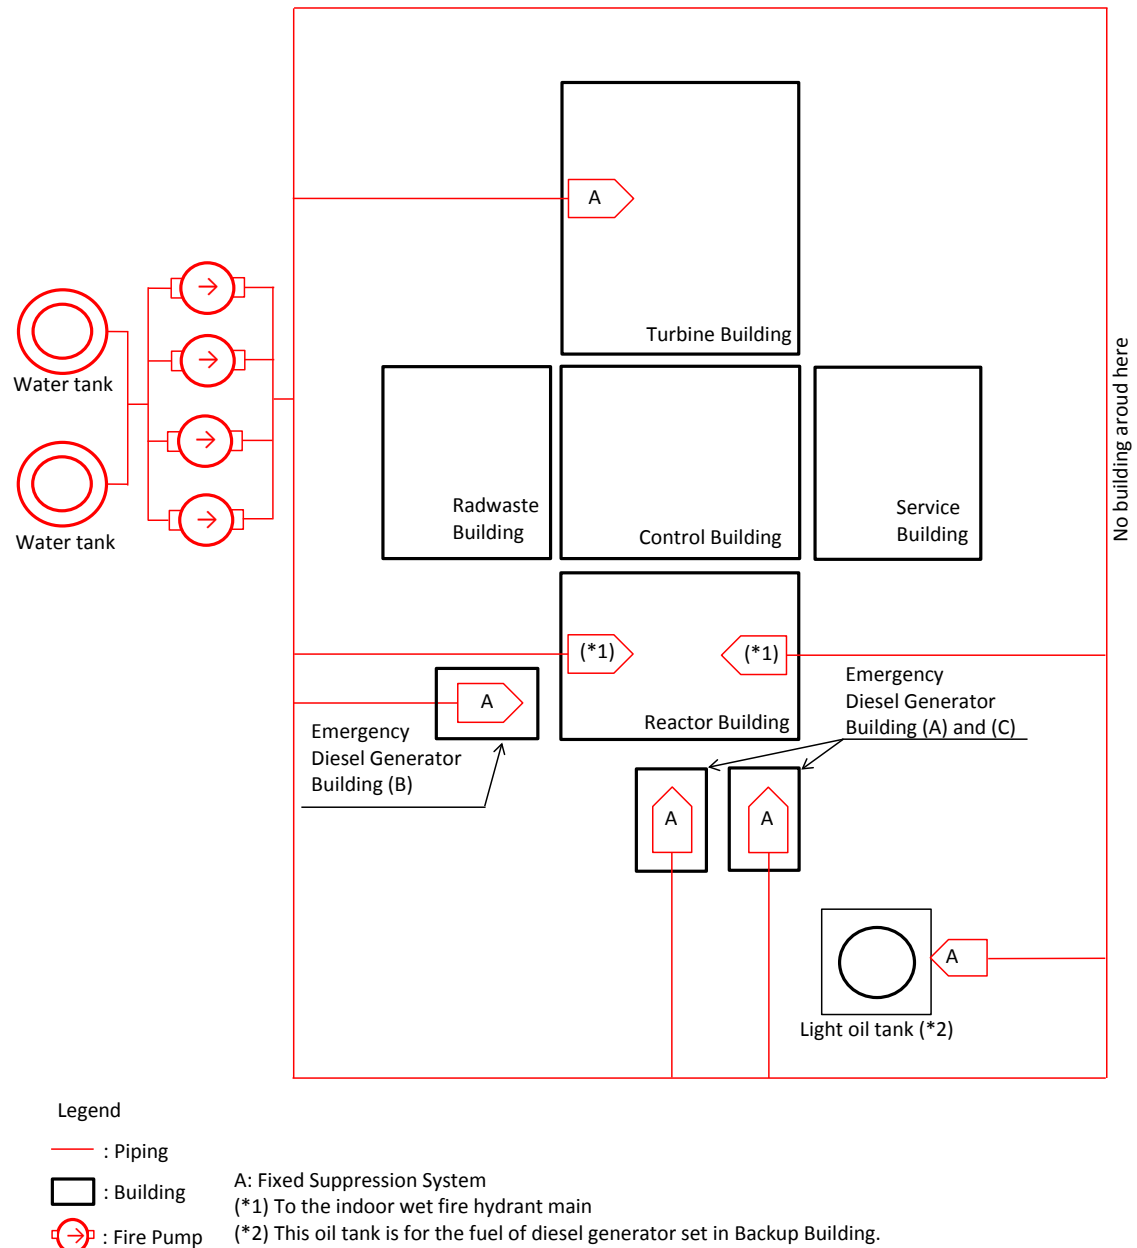 A
Turbine Building
Water tank
Water tank
Radwaste
Building
Control Building
Service
Building
No building aroud here
(*1)
(*1)
Reactor Building
A
Emergency
Diesel Generator
Building (B)
Emergency
Diesel Generator
Building (A) and (C)
A
A
A
Light oil tank (*2)
Legend
: Piping
: Building
: Fire Pump
A: Fixed Suppression System
(*1) To the indoor wet fire hydrant main
(*2) This oil tank is for the fuel of diesel generator set in Backup Building.